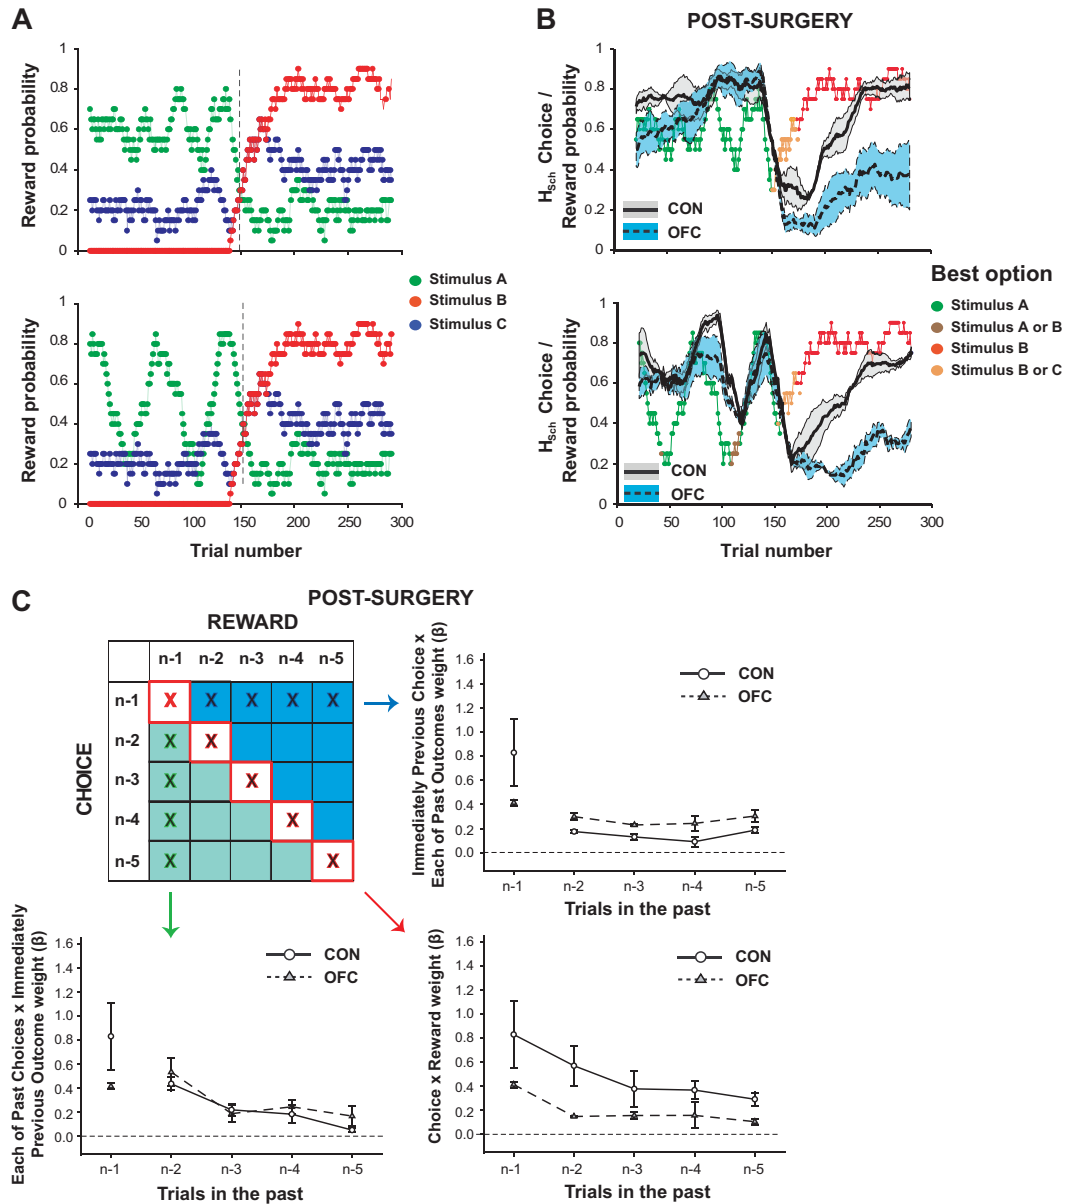 A
Reward probability
1
0.8
0.6
0.4
0.2
0
0
50
100
150
200
250
300
Reward probability
1
0.8
0.6
0.4
0.2
0
0
50
100
150
200
250
300
Trial number
Stimulus A
Stimulus B
Stimulus C
B
POST-SURGERY
H_Sch Choice /
Reward probability
1
0.8
0.6
0.4
0.2
0
CON
OFC
H_Sch Choice /
Reward probability
1
0.8
0.6
0.4
0.2
0
CON
OFC
0
50
100
150
200
250
300
Trial number
Best option
Stimulus A
Stimulus A or B
Stimulus B
Stimulus B or C
C
POST-SURGERY
REWARD
n-1 n-2 n-3 n-4 n-5
CHOICE
n-1 X X X X X
n-2 X X
n-3 X X
n-4 X X
n-5 X X
Immediately Previous Choice x
Each of Past Outcomes weight (β)
1.6
1.4
1.2
1.0
0.8
0.6
0.4
0.2
0.0
CON
OFC
n-1 n-2 n-3 n-4 n-5
Trials in the past
Each of Past Choices x Immediately
Previous Outcome weight (β)
1.6
1.4
1.2
1.0
0.8
0.6
0.4
0.2
0.0
CON
OFC
n-1 n-2 n-3 n-4 n-5
Trials in the past
Choice x Reward weight (β)
1.6
1.4
1.2
1.0
0.8
0.6
0.4
0.2
0.0
CON
OFC
n-1 n-2 n-3 n-4 n-5
Trials in the past